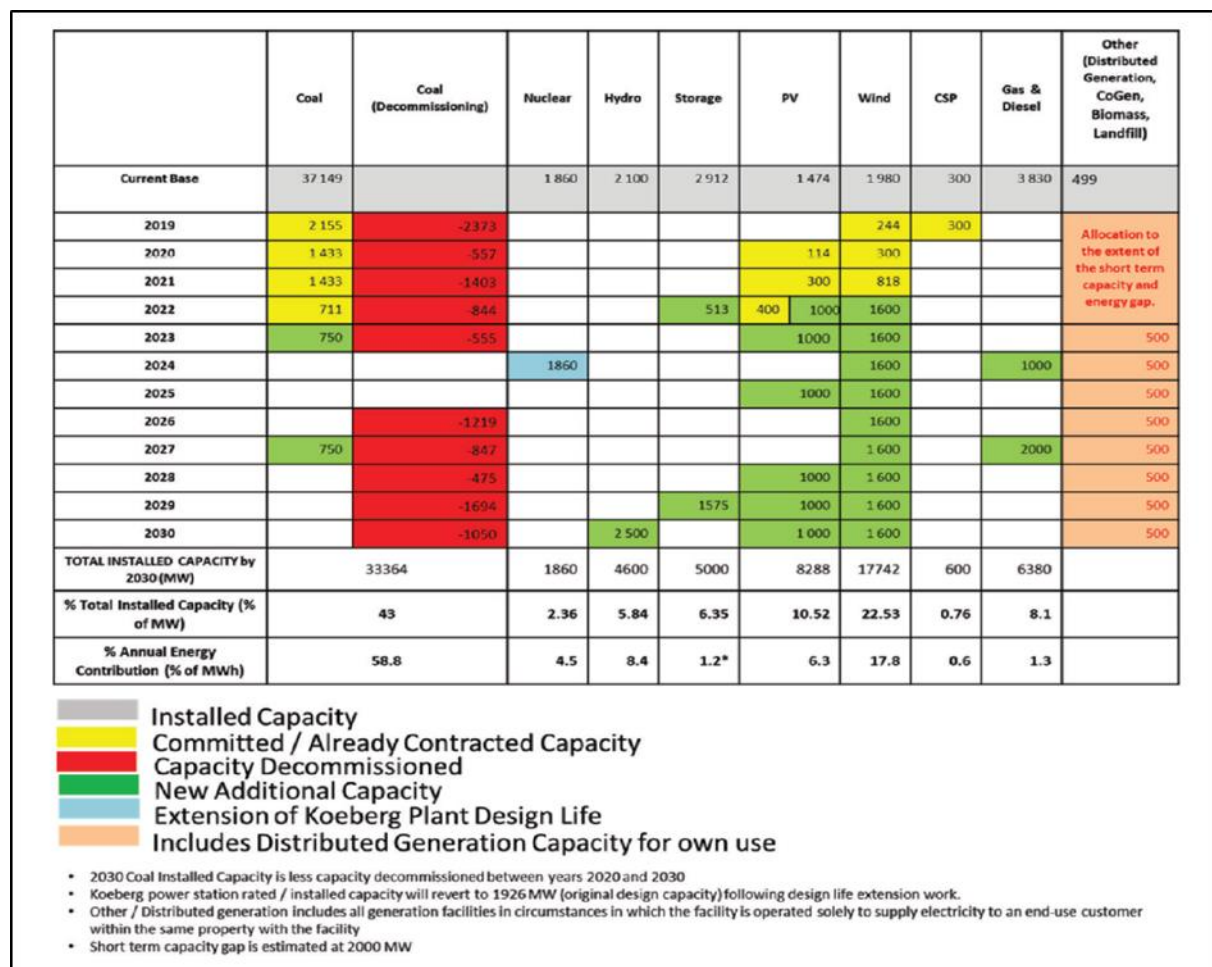 Coal Coal (Decommissioning) Nuclear Hydro Storage PV Wind CSP Gas & Diesel Other (Distributed Generation, CoGen, Biomass, Landfill)
Current Base 37 149 1 860 2 100 2 912 1 474 1 980 300 3 830 499
2019 2 155 -2373 244 300 Allocation to the extent of the short term capacity and energy gap.
2020 1 433 -557 114 300
2021 1 433 -1403 300 818
2022 711 -844 513 400 1000 1600
2023 750 -555 1000 1600 500
2024 1860 1600 1000 500
2025 1000 1600 500
2026 -1219 1600 500
2027 750 -847 1 600 2000 500
2028 -475 1000 1 600 500
2029 -1694 1575 1000 1 600 500
2030 -1050 2 500 1 000 1 600 500
TOTAL INSTALLED CAPACITY by 2030 (MW) 33364 1860 4600 5000 8288 17742 600 6380
% Total Installed Capacity (% of MW) 43 2.36 5.84 6.35 10.52 22.53 0.76 8.1
% Annual Energy Contribution (% of MWh) 58.8 4.5 8.4 1.2* 6.3 17.8 0.6 1.3
Installed Capacity
Committed / Already Contracted Capacity
Capacity Decommissioned
New Additional Capacity
Extension of Koeberg Plant Design Life
Includes Distributed Generation Capacity for own use
• 2030 Coal Installed Capacity is less capacity decommissioned between years 2020 and 2030
• Koeberg power station rated / installed capacity will revert to 1926 MW (original design capacity) following design life extension work.
• Other / Distributed generation includes all generation facilities in circumstances in which the facility is operated solely to supply electricity to an end-use customer
within the same property with the facility
• Short term capacity gap is estimated at 2000 MW